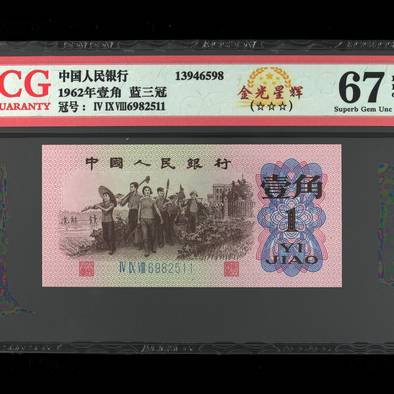 CG
UARANTY
中国人民银行
1962年壹角 蓝三冠
冠号： IV IX VIII6982511
13946598
金光星辉
(☆☆☆)
67
Superb Gem Unc
中國人民銀行
壹角
1
YI
JIAO
IV IX VIII 6982511